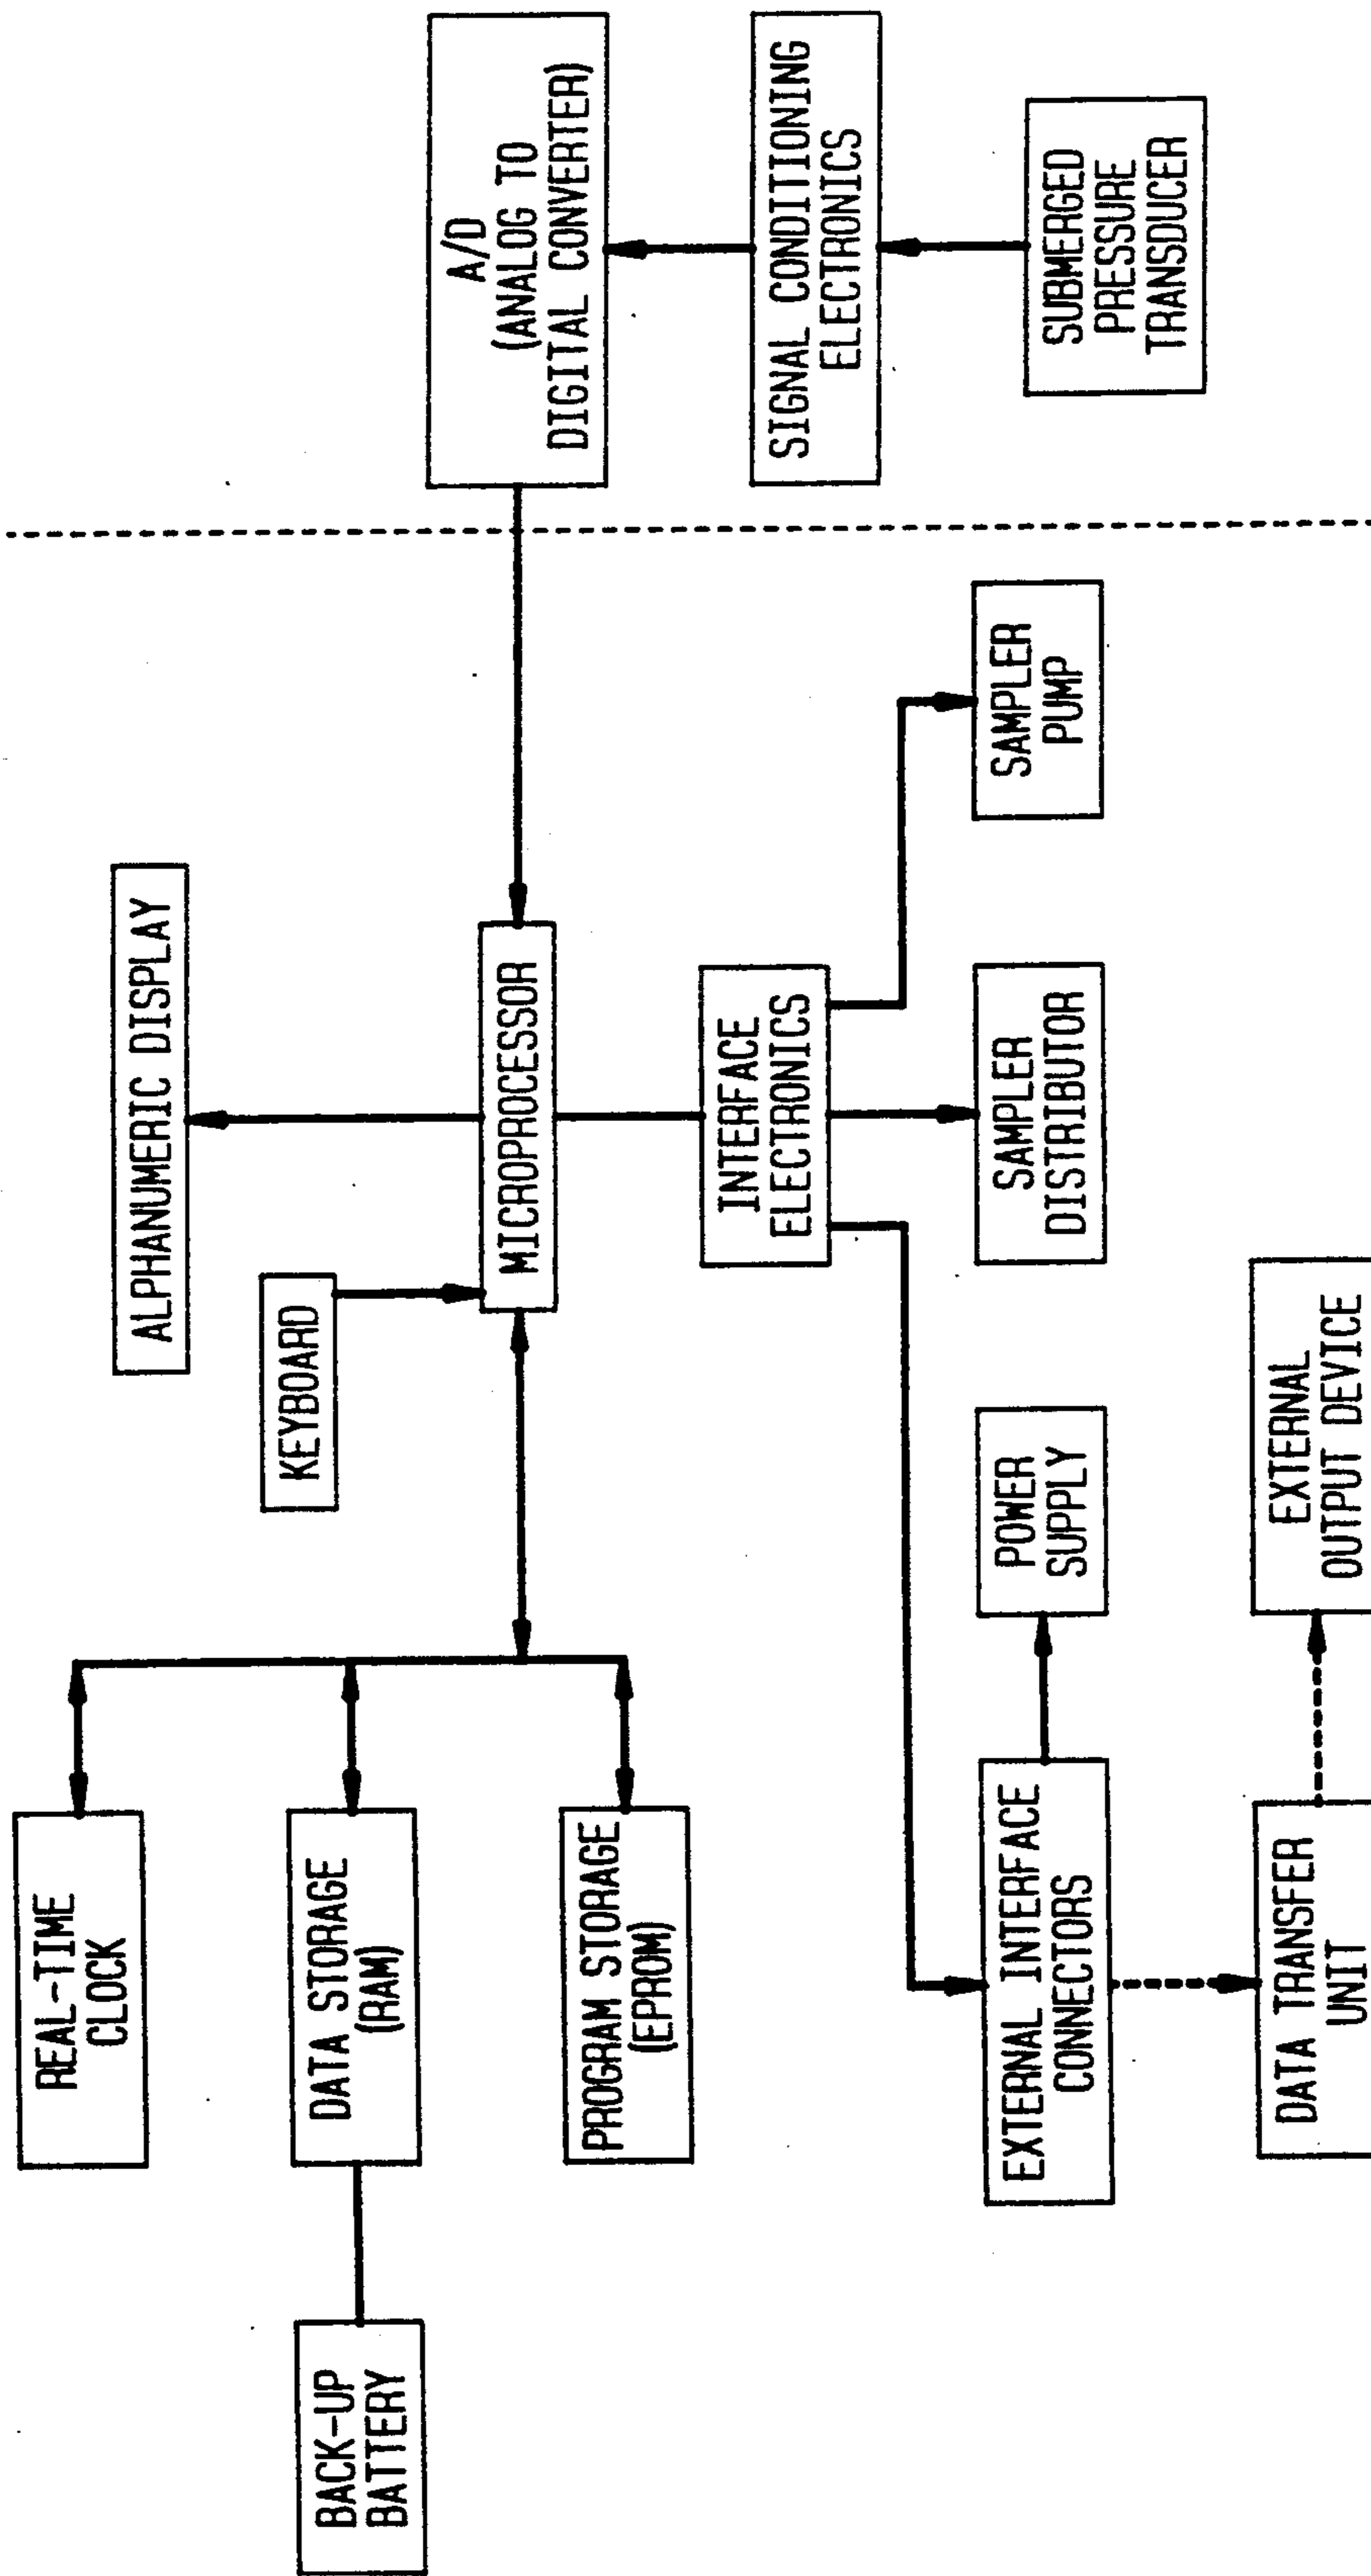 REAL-TIME
CLOCK
BACK-UP
BATTERY
DATA STORAGE
(RAM)
PROGRAM STORAGE
(EPROM)
KEYBOARD
ALPHANUMERIC DISPLAY
MICROPROCESSOR
A/D
(ANALOG TO
DIGITAL CONVERTER)
INTERFACE
ELECTRONICS
SIGNAL CONDITIONING
ELECTRONICS
EXTERNAL INTERFACE
CONNECTORS
POWER
SUPPLY
SAMPLER
DISTRIBUTOR
SAMPLER
PUMP
SUBMERGED
PRESSURE
TRANSDUCER
DATA TRANSFER
UNIT
EXTERNAL
OUTPUT DEVICE